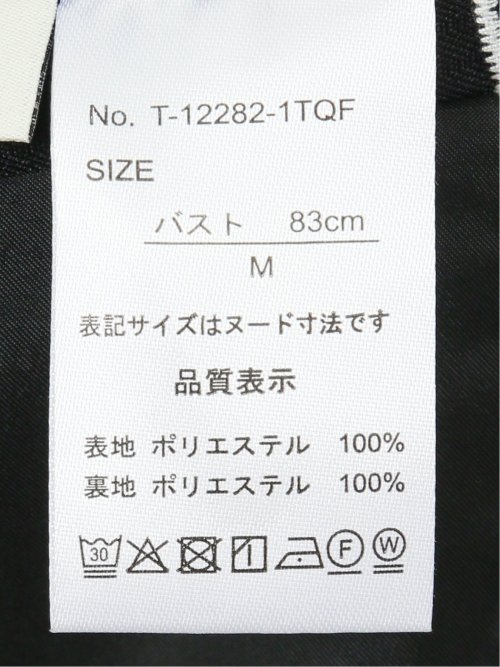 No. T-12282-1TQF
SIZE
バスト 83cm
M
表記サイズはヌード寸法です
品質表示
表地 ポリエステル 100%
裏地 ポリエステル 100%
30 F W